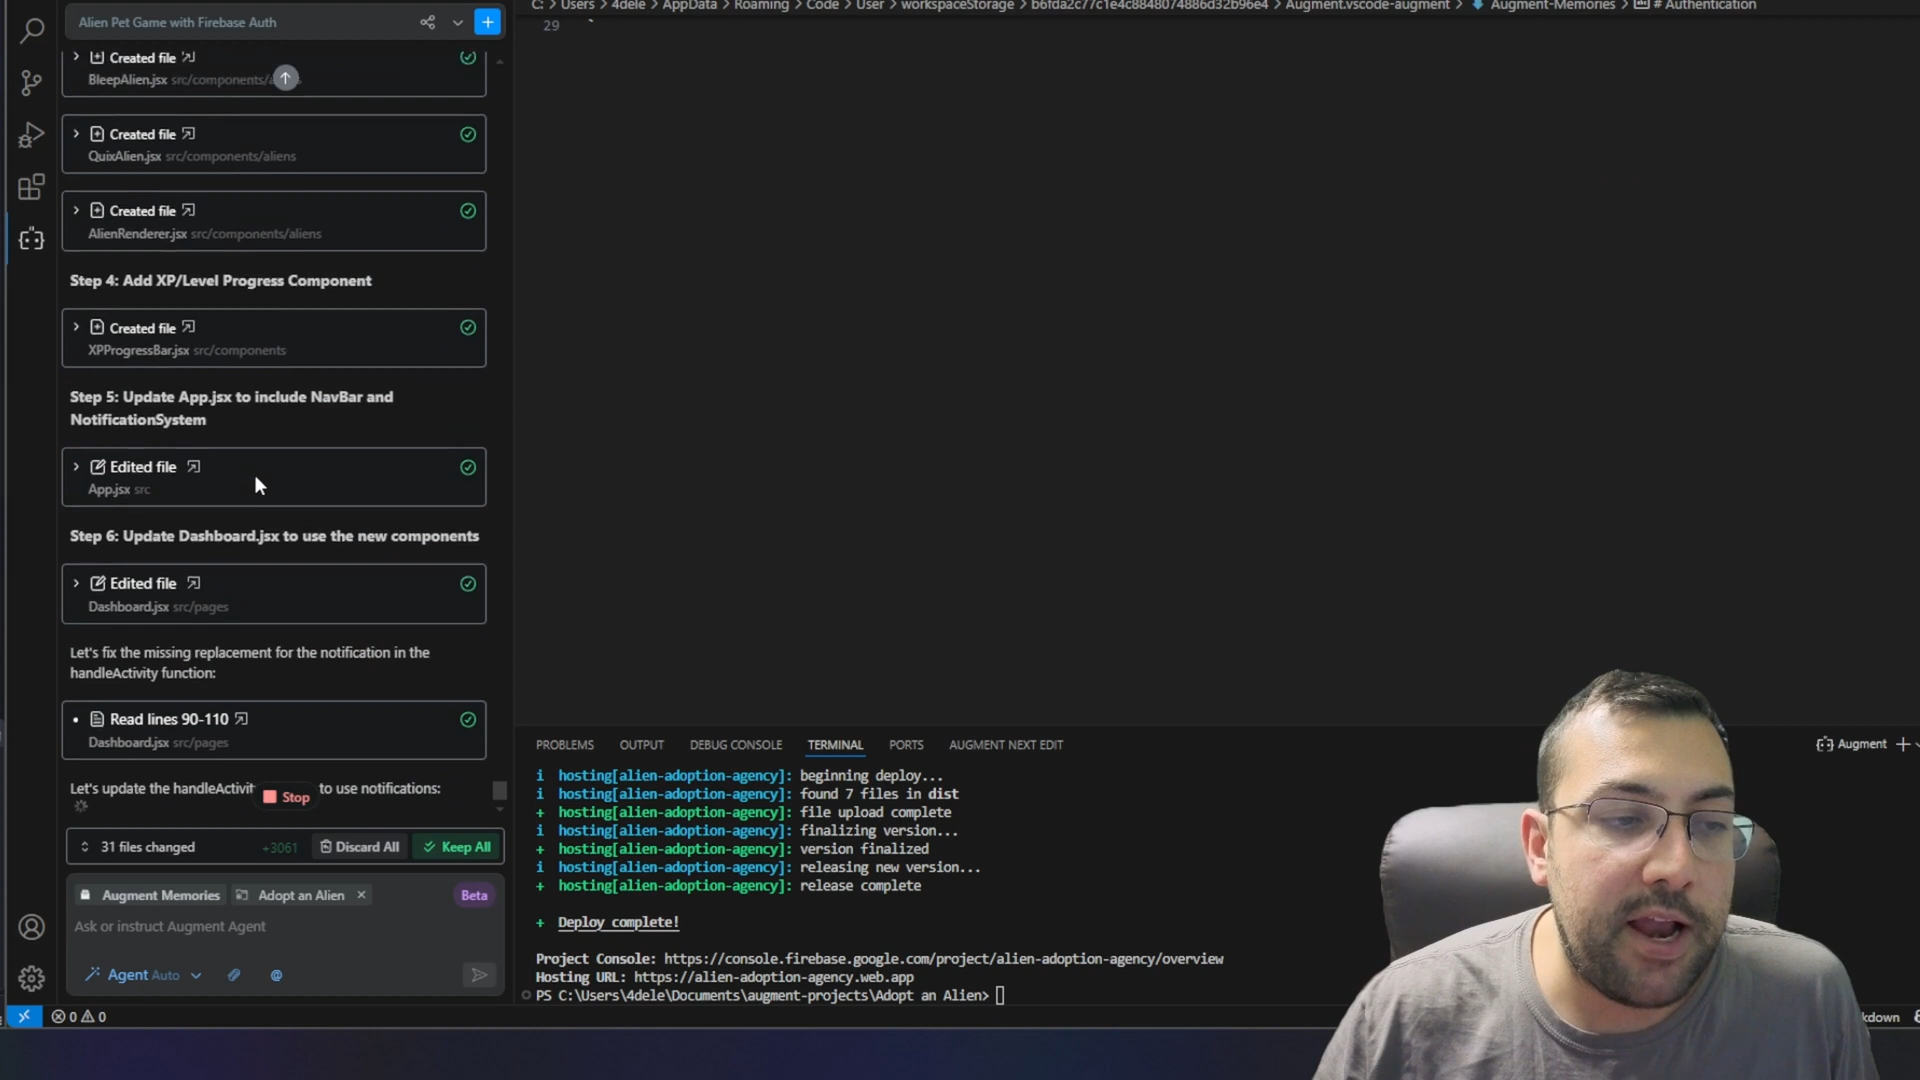 Alien Pet Game with Firebase Auth
Created file
BleepAlien.jsx src/components/
Created file
QuixAlien.jsx src/components/aliens
Created file
AlienRenderer.jsx src/components/aliens
Step 4: Add XP/Level Progress Component
Created file
XPProgressBar.jsx src/components
Step 5: Update App.jsx to include NavBar and
NotificationSystem
Edited file
App.jsx src
Step 6: Update Dashboard.jsx to use the new components
Edited file
Dashboard.jsx src/pages
Let's fix the missing replacement for the notification in the
handleActivity function:
Read lines 90-110
Dashboard.jsx src/pages
Let's update the handleActivit to use notifications:
Stop
31 files changed +3061 Discard All Keep All
Augment Memories Adopt an Alien × Beta
Ask or instruct Augment Agent
Agent Auto @
0 0
C: > Users > 4dele > AppData > Roaming > Code > User > workspaceStorage > b6fda2c77c1e4c8848074886d32b96e4 > Augment.vscode-augment > Augment-Memories > # Authentication
29 `
PROBLEMS OUTPUT DEBUG CONSOLE TERMINAL PORTS AUGMENT NEXT EDIT
Augment +
i hosting[alien-adoption-agency]: beginning deploy...
i hosting[alien-adoption-agency]: found 7 files in dist
+ hosting[alien-adoption-agency]: file upload complete
i hosting[alien-adoption-agency]: finalizing version...
+ hosting[alien-adoption-agency]: version finalized
i hosting[alien-adoption-agency]: releasing new version...
+ hosting[alien-adoption-agency]: release complete
+ Deploy complete!
Project Console: https://console.firebase.google.com/project/alien-adoption-agency/overview
Hosting URL: https://alien-adoption-agency.web.app
PS C:\Users\4dele\Documents\augment-projects\Adopt an Alien>
kdown